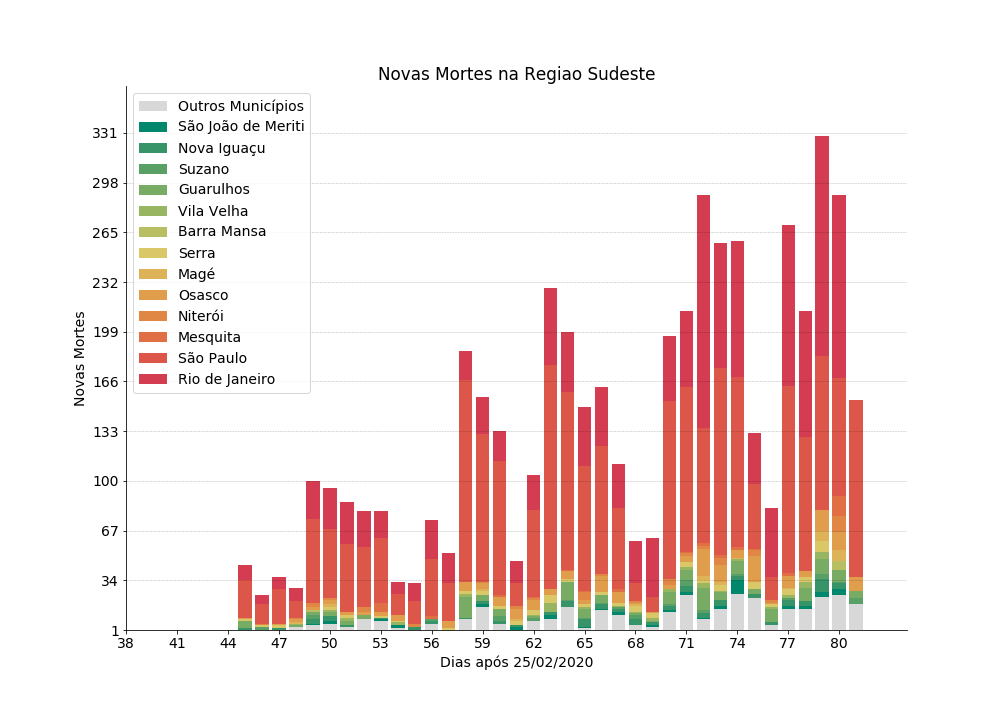 Novas Mortes na Regiao Sudeste
Outros Municípios
São João de Meriti
Nova Iguaçu
Suzano
Guarulhos
Vila Velha
Barra Mansa
Serra
Magé
Osasco
Niterói
Mesquita
São Paulo
Rio de Janeiro
Novas Mortes
331
298
265
232
199
166
133
100
67
34
1
38 41 44 47 50 53 56 59 62 65 68 71 74 77 80
Dias após 25/02/2020